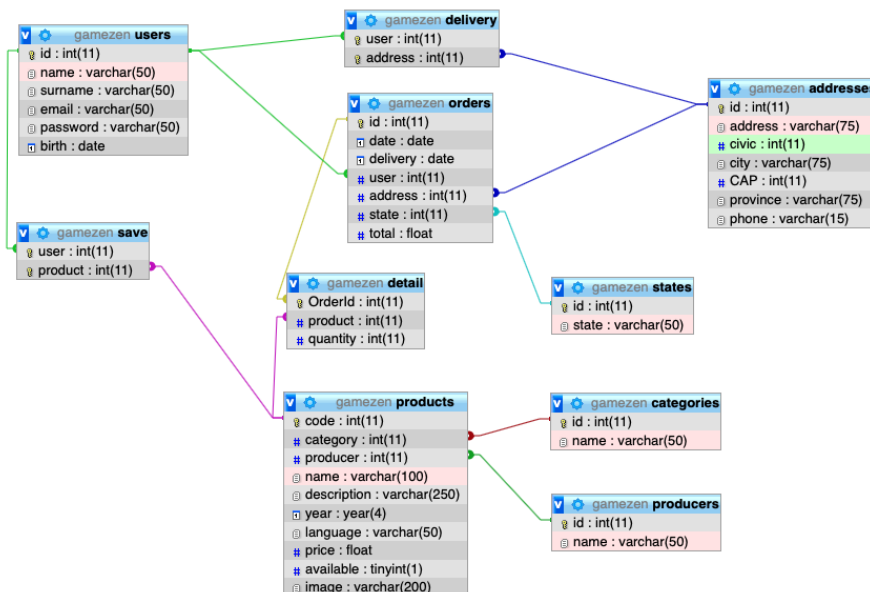 gamezen users
id : int(11)
name : varchar(50)
surname : varchar(50)
email : varchar(50)
password : varchar(50)
birth : date
gamezen delivery
user : int(11)
address : int(11)
gamezen orders
id : int(11)
date : date
delivery : date
user : int(11)
address : int(11)
state : int(11)
total : float
gamezen addresses
id : int(11)
address : varchar(75)
civic : int(11)
city : varchar(75)
CAP : int(11)
province : varchar(75)
phone : varchar(15)
gamezen save
user : int(11)
product : int(11)
gamezen detail
OrderId : int(11)
product : int(11)
quantity : int(11)
gamezen states
id : int(11)
state : varchar(50)
gamezen products
code : int(11)
category : int(11)
producer : int(11)
name : varchar(100)
description : varchar(250)
year : year(4)
language : varchar(50)
price : float
available : tinyint(1)
image : varchar(200)
gamezen categories
id : int(11)
name : varchar(50)
gamezen producers
id : int(11)
name : varchar(50)